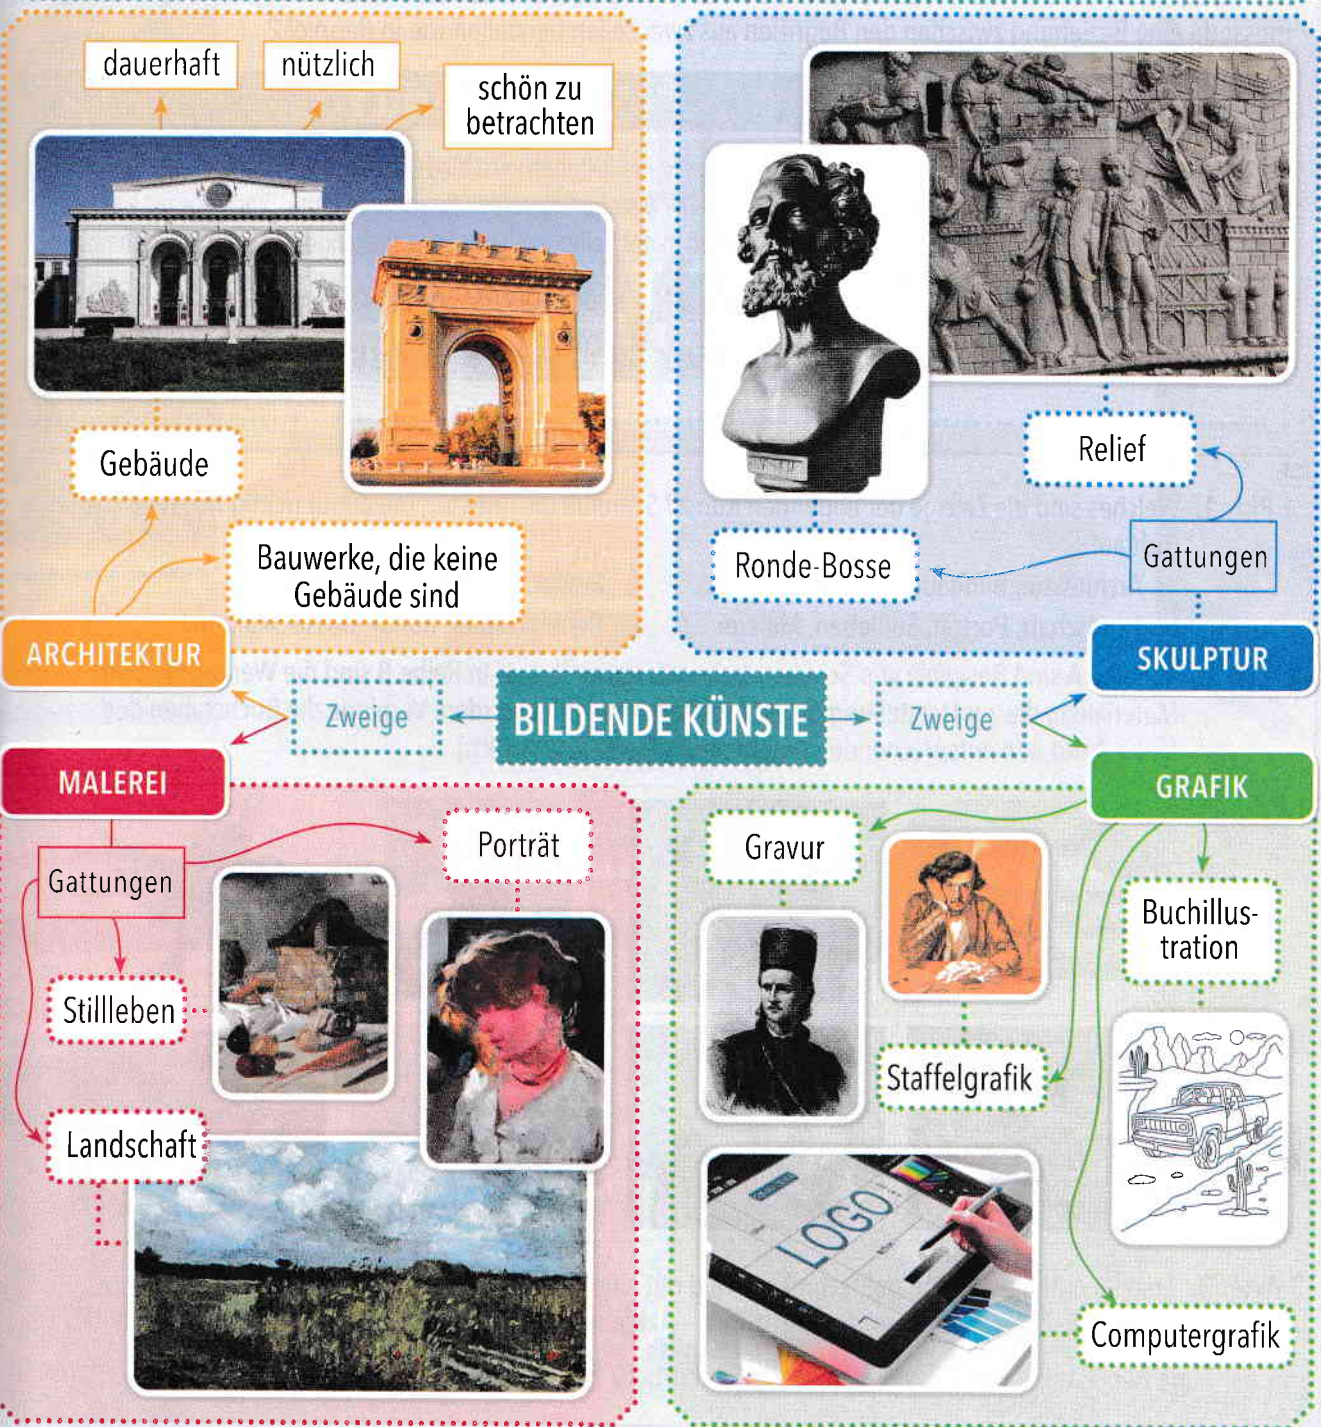 dauerhaft
nützlich
schön zu
betrachten
Gebäude
Bauwerke, die keine
Gebäude sind
ARCHITEKTUR
Relief
Gattungen
Ronde-Bosse
SKULPTUR
Zweige
BILDENDE KÜNSTE
Zweige
MALEREI
Gattungen
Porträt
Stillleben
Landschaft
GRAFIK
Gravur
Buchillus-
tration
Staffelgrafik
LOGO
Computergrafik